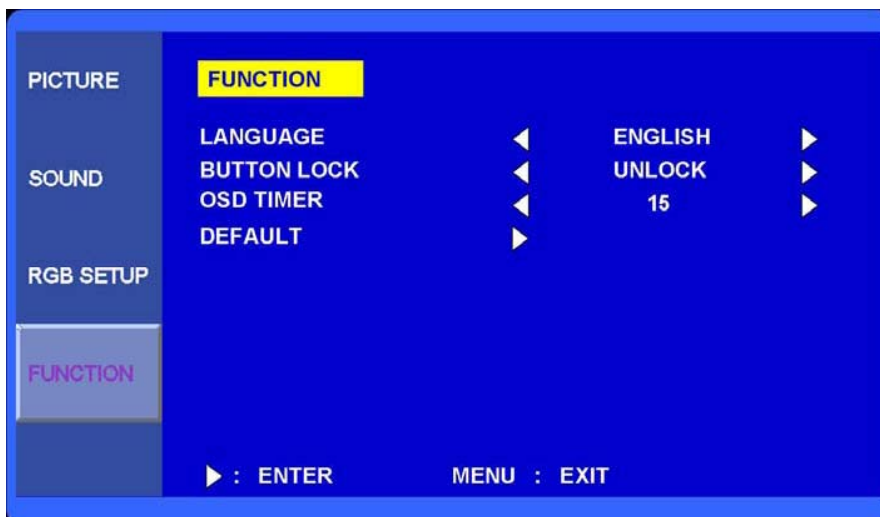 PICTURE
SOUND
RGB SETUP
FUNCTION
FUNCTION
LANGUAGE ENGLISH
BUTTON LOCK UNLOCK
OSD TIMER 15
DEFAULT
: ENTER MENU : EXIT